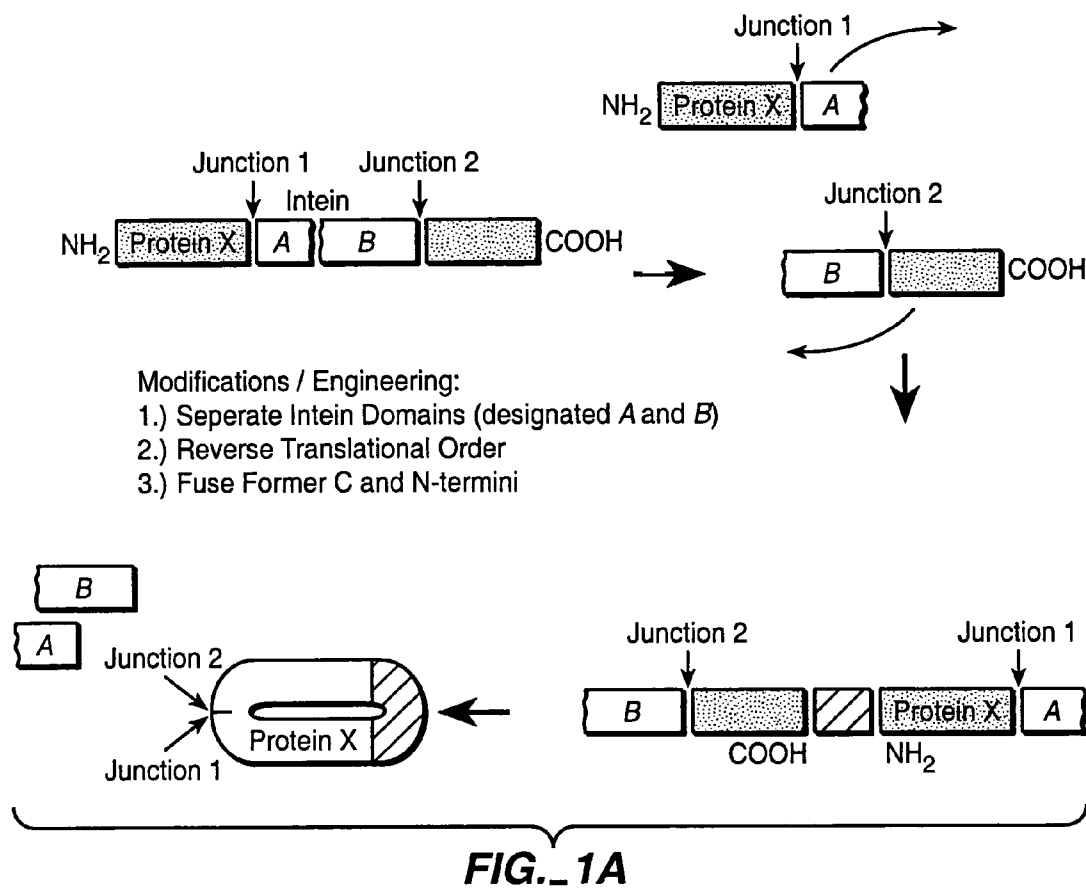 Junction 1
NH2 Protein X A
Junction 1 Junction 2
Intein
NH2 Protein X A B COOH
Junction 2
B COOH
Modifications / Engineering:
1.) Seperate Intein Domains (designated A and B)
2.) Reverse Translational Order
3.) Fuse Former C and N-termini
B
A
Junction 2
Protein X
Junction 1
Junction 2 Junction 1
B Protein X A
COOH NH2
FIG._1A